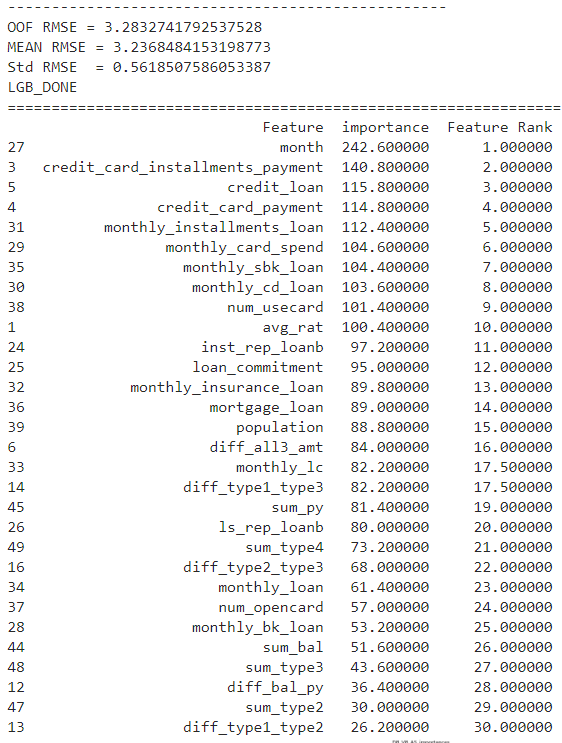 --------------------------------------------------
OOF RMSE = 3.2832741792537528
MEAN RMSE = 3.2368484153198773
Std RMSE  = 0.5618507586053387
LGB_DONE
===============================================================
Feature importance Feature Rank
27 month 242.600000 1.000000
3 credit_card_installments_payment 140.800000 2.000000
5 credit_loan 115.800000 3.000000
4 credit_card_payment 114.800000 4.000000
31 monthly_installments_loan 112.400000 5.000000
29 monthly_card_spend 104.600000 6.000000
35 monthly_sbk_loan 104.400000 7.000000
30 monthly_cd_loan 103.600000 8.000000
38 num_usecard 101.400000 9.000000
1 avg_rat 100.400000 10.000000
24 inst_rep_loanb 97.200000 11.000000
25 loan_commitment 95.000000 12.000000
32 monthly_insurance_loan 89.800000 13.000000
36 mortgage_loan 89.000000 14.000000
39 population 88.800000 15.000000
6 diff_all3_amt 84.000000 16.000000
33 monthly_lc 82.200000 17.500000
14 diff_type1_type3 82.200000 17.500000
45 sum_py 81.400000 19.000000
26 ls_rep_loanb 80.000000 20.000000
49 sum_type4 73.200000 21.000000
16 diff_type2_type3 68.000000 22.000000
34 monthly_loan 61.400000 23.000000
37 num_opencard 57.000000 24.000000
28 monthly_bk_loan 53.200000 25.000000
44 sum_bal 51.600000 26.000000
48 sum_type3 43.600000 27.000000
12 diff_bal_py 36.400000 28.000000
47 sum_type2 30.000000 29.000000
13 diff_type1_type2 26.200000 30.000000